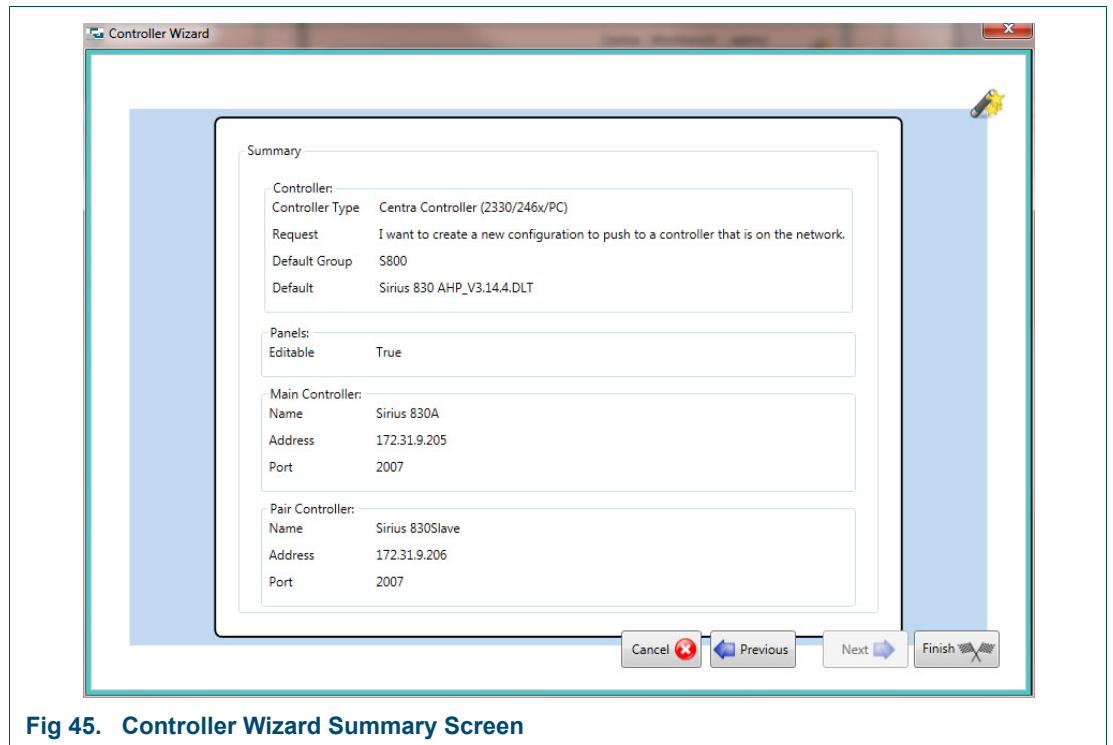 Controller Wizard
Summary
Controller:
Controller Type Centra Controller (2330/246x/PC)
Request I want to create a new configuration to push to a controller that is on the network.
Default Group S800
Default Sirius 830 AHP_V3.14.4.DLT
Panels:
Editable True
Main Controller:
Name Sirius 830A
Address 172.31.9.205
Port 2007
Pair Controller:
Name Sirius 830Slave
Address 172.31.9.206
Port 2007
Cancel Previous Next Finish
Fig 45. Controller Wizard Summary Screen